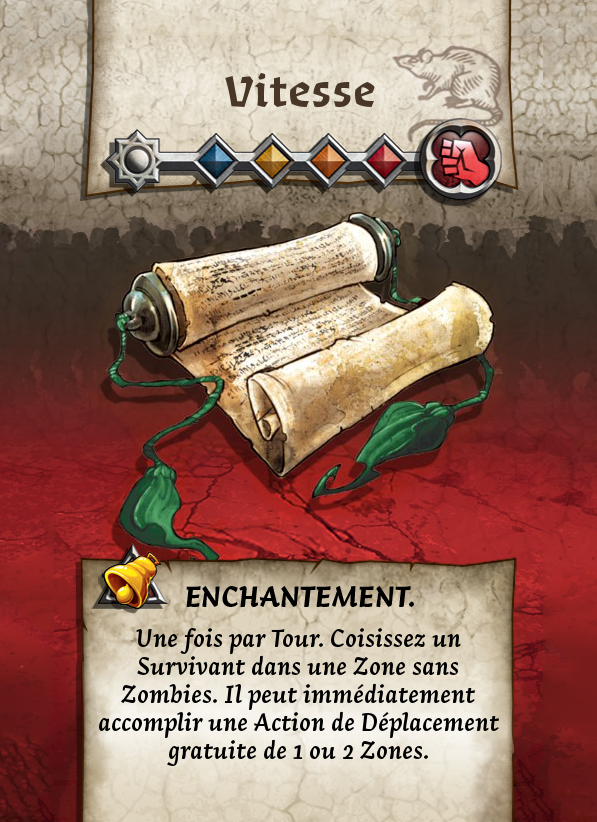 Vitesse
ENCHANTEMENT.
Une fois par Tour. Coisissez un
Survivant dans une Zone sans
Zombies. Il peut immédiatement
accomplir une Action de Déplacement
gratuite de 1 ou 2 Zones.